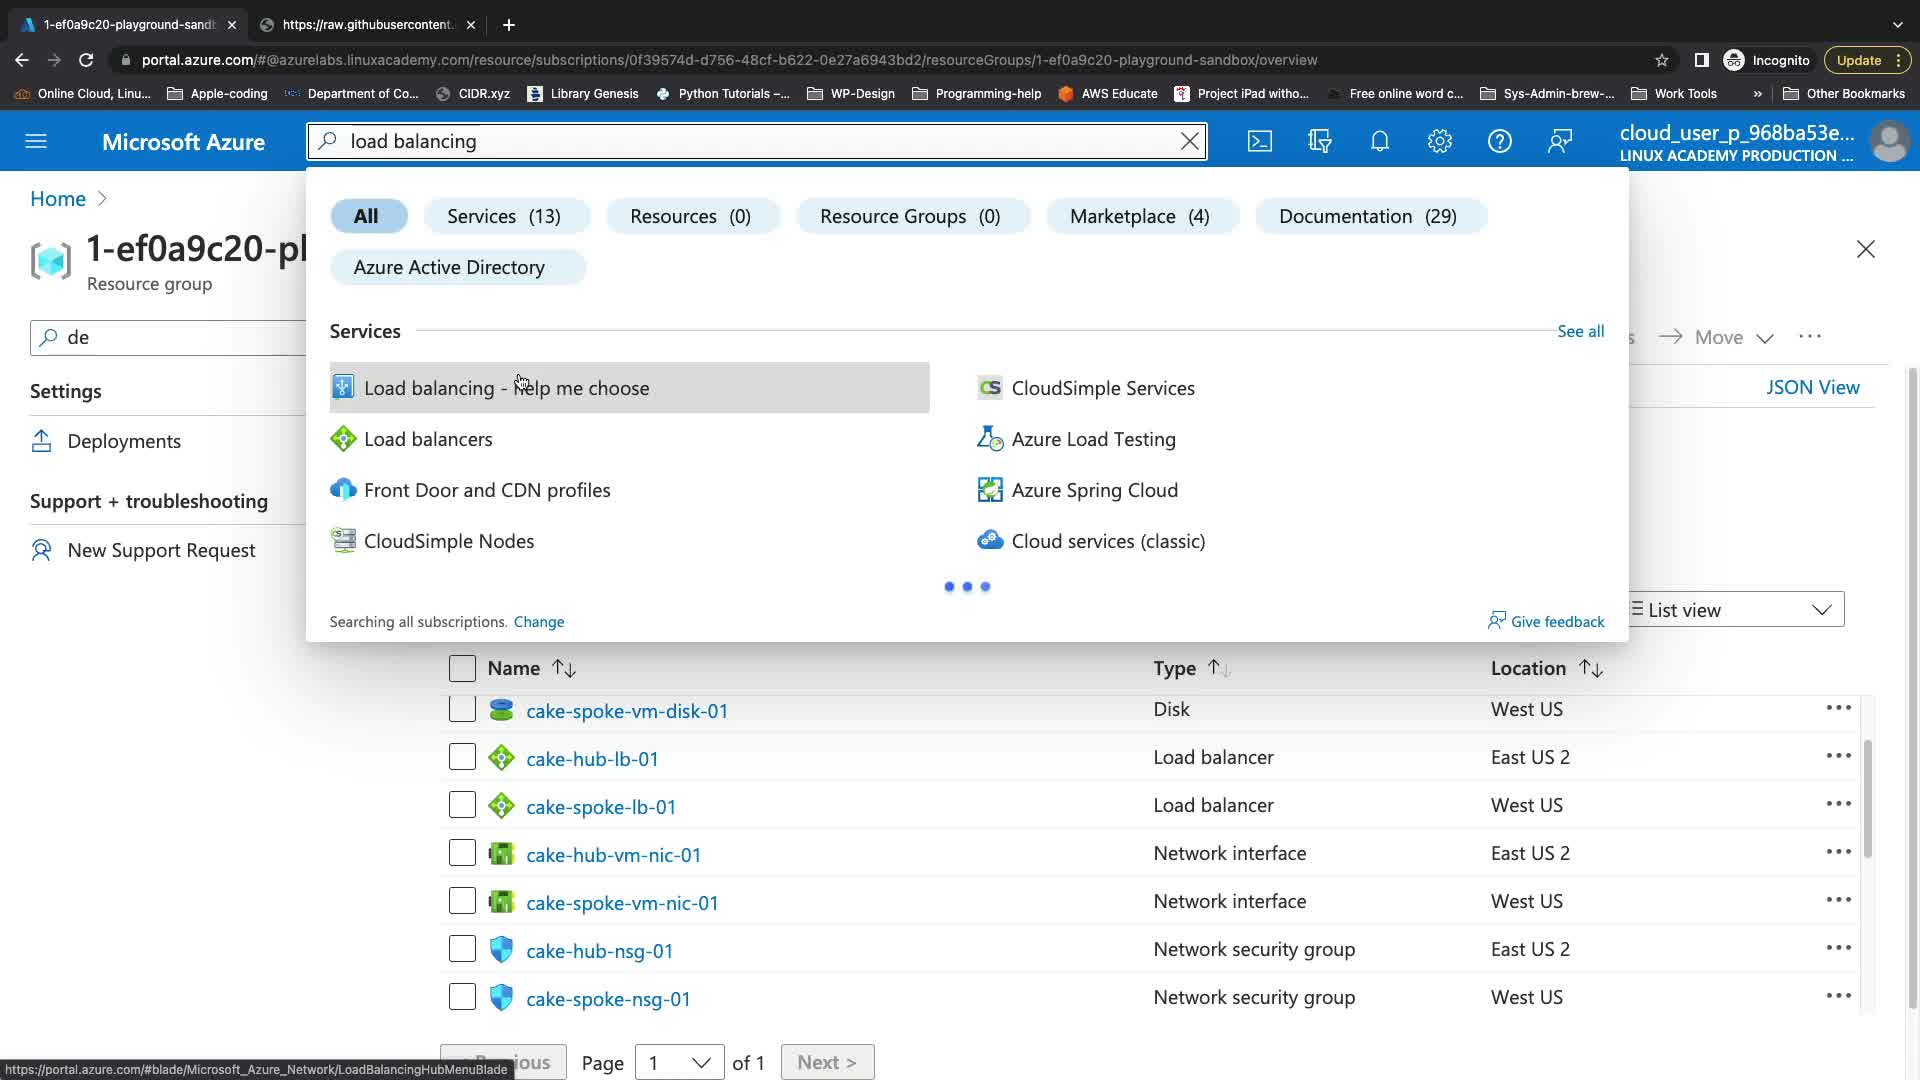 1-ef0a9c20-playground-sandb
https://raw.githubusercontent.
portal.azure.com/#@azurelabs.linuxacademy.com/resource/subscriptions/0f39574d-d756-48cf-b622-0e27a6943bd2/resourceGroups/1-ef0a9c20-playground-sandbox/overview
Incognito
Update
Online Cloud, Linu...
Apple-coding
Department of Co...
CIDR.xyz
Library Genesis
Python Tutorials –...
WP-Design
Programming-help
AWS Educate
Project iPad witho...
Free online word c...
Sys-Admin-brew-...
Work Tools
»
Other Bookmarks
Microsoft Azure
load balancing
cloud_user_p_968ba53e...
LINUX ACADEMY PRODUCTION ...
Home
1-ef0a9c20-pl
Resource group
All
Services (13)
Resources (0)
Resource Groups (0)
Marketplace (4)
Documentation (29)
Azure Active Directory
de
Services
See all
s
Move
...
Settings
Load balancing - help me choose
CloudSimple Services
JSON View
Deployments
Load balancers
Azure Load Testing
Front Door and CDN profiles
Azure Spring Cloud
Support + troubleshooting
CloudSimple Nodes
Cloud services (classic)
New Support Request
List view
Searching all subscriptions. Change
Give feedback
Name
Type
Location
cake-spoke-vm-disk-01 Disk West US ...
cake-hub-lb-01 Load balancer East US 2 ...
cake-spoke-lb-01 Load balancer West US ...
cake-hub-vm-nic-01 Network interface East US 2 ...
cake-spoke-vm-nic-01 Network interface West US ...
cake-hub-nsg-01 Network security group East US 2 ...
cake-spoke-nsg-01 Network security group West US ...
Page 1 of 1 Next >
https://portal.azure.com/#blade/Microsoft_Azure_Network/LoadBalancingHubMenuBlade